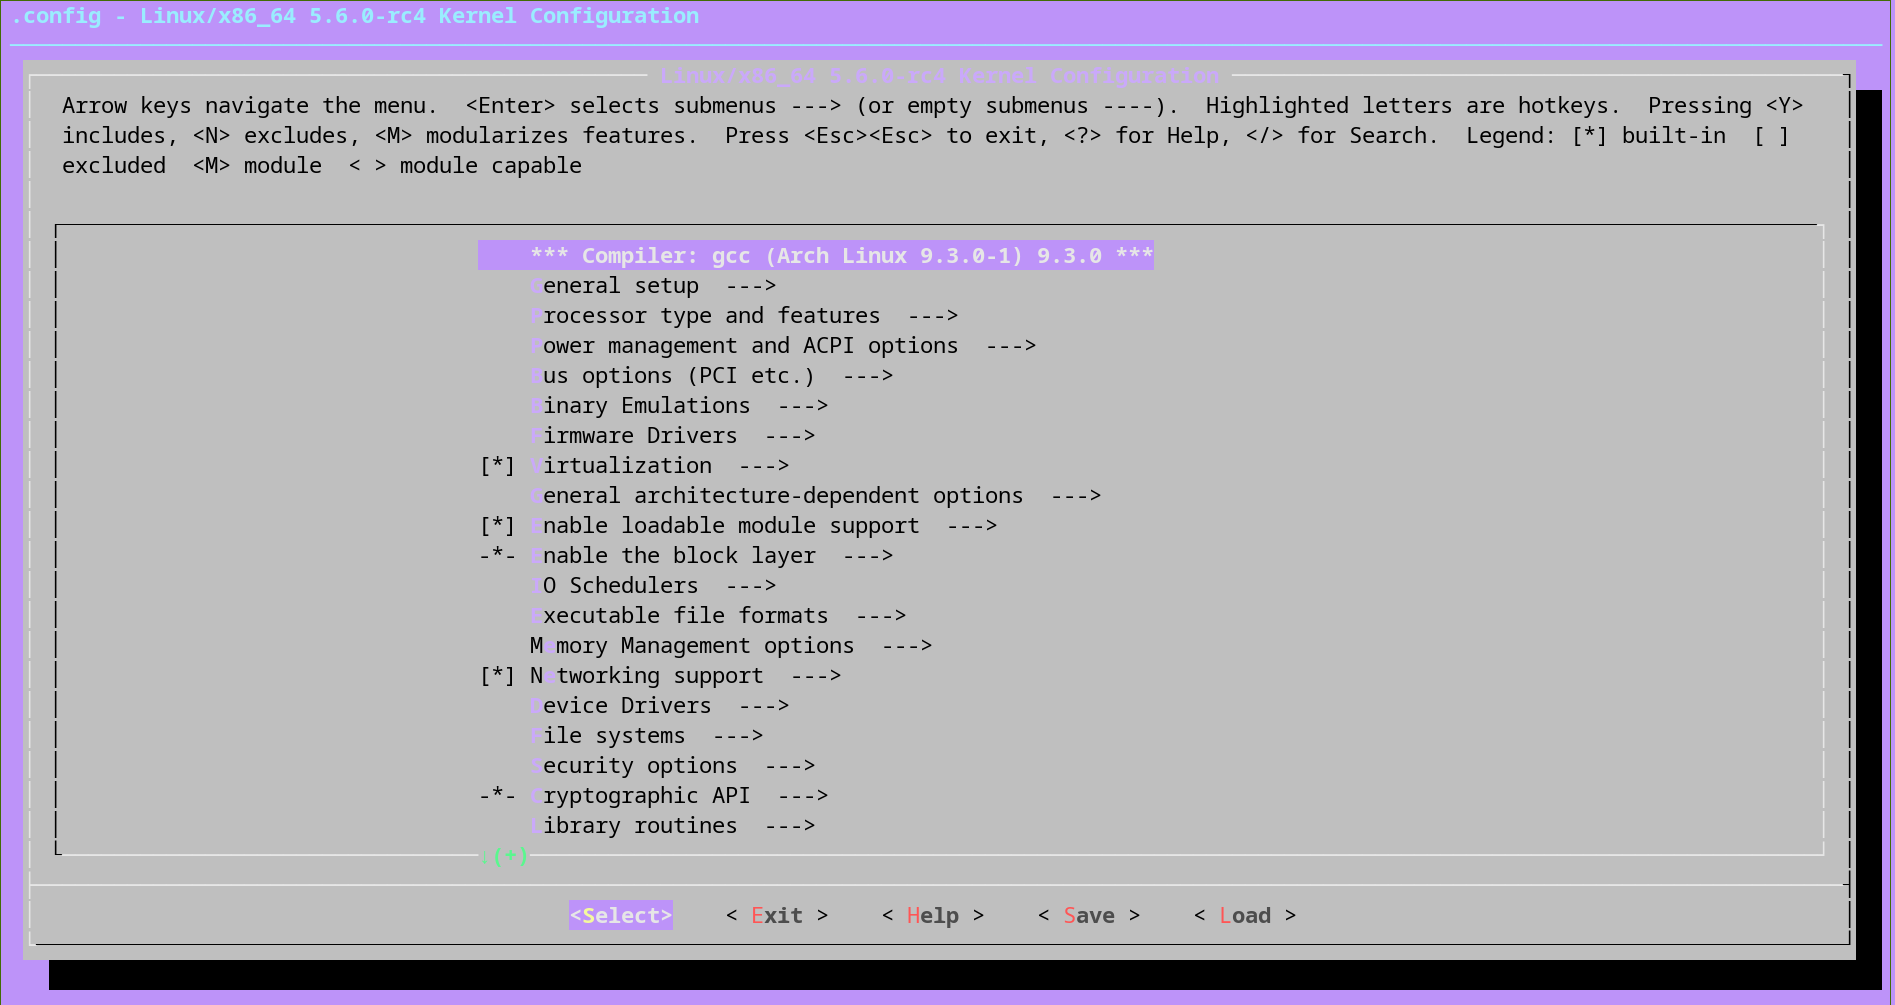 .config - Linux/x86_64 5.6.0-rc4 Kernel Configuration
Linux/x86_64 5.6.0-rc4 Kernel Configuration
Arrow keys navigate the menu.  <Enter> selects submenus ---> (or empty submenus ----).  Highlighted letters are hotkeys.  Pressing <Y>
includes, <N> excludes, <M> modularizes features.  Press <Esc><Esc> to exit, <?> for Help, </> for Search.  Legend: [*] built-in  [ ]
excluded  <M> module  < > module capable
*** Compiler: gcc (Arch Linux 9.3.0-1) 9.3.0 ***
General setup  --->
Processor type and features  --->
Power management and ACPI options  --->
Bus options (PCI etc.)  --->
Binary Emulations  --->
Firmware Drivers  --->
[*] Virtualization  --->
General architecture-dependent options  --->
[*] Enable loadable module support  --->
-*- Enable the block layer  --->
IO Schedulers  --->
Executable file formats  --->
Memory Management options  --->
[*] Networking support  --->
Device Drivers  --->
File systems  --->
Security options  --->
-*- Cryptographic API  --->
Library routines  --->
↓(+)
<Select>    < Exit >    < Help >    < Save >    < Load >